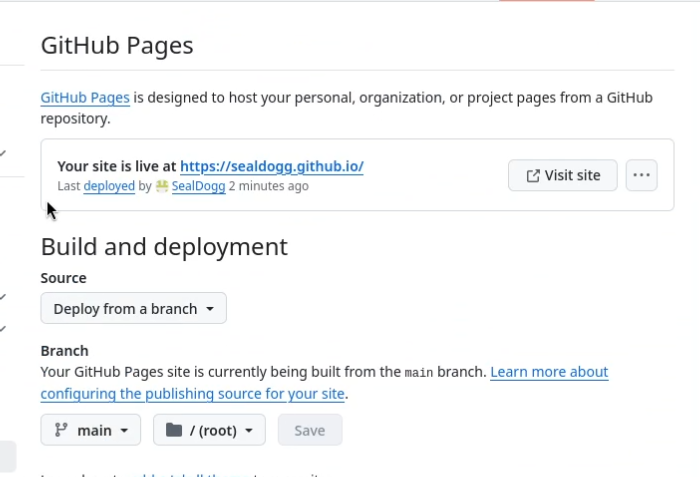 GitHub Pages
GitHub Pages is designed to host your personal, organization, or project pages from a GitHub
repository.
Your site is live at https://sealdogg.github.io/
Last deployed by SealDogg 2 minutes ago
Visit site
Build and deployment
Source
Deploy from a branch
Branch
Your GitHub Pages site is currently being built from the main branch. Learn more about
configuring the publishing source for your site.
main
/ (root)
Save